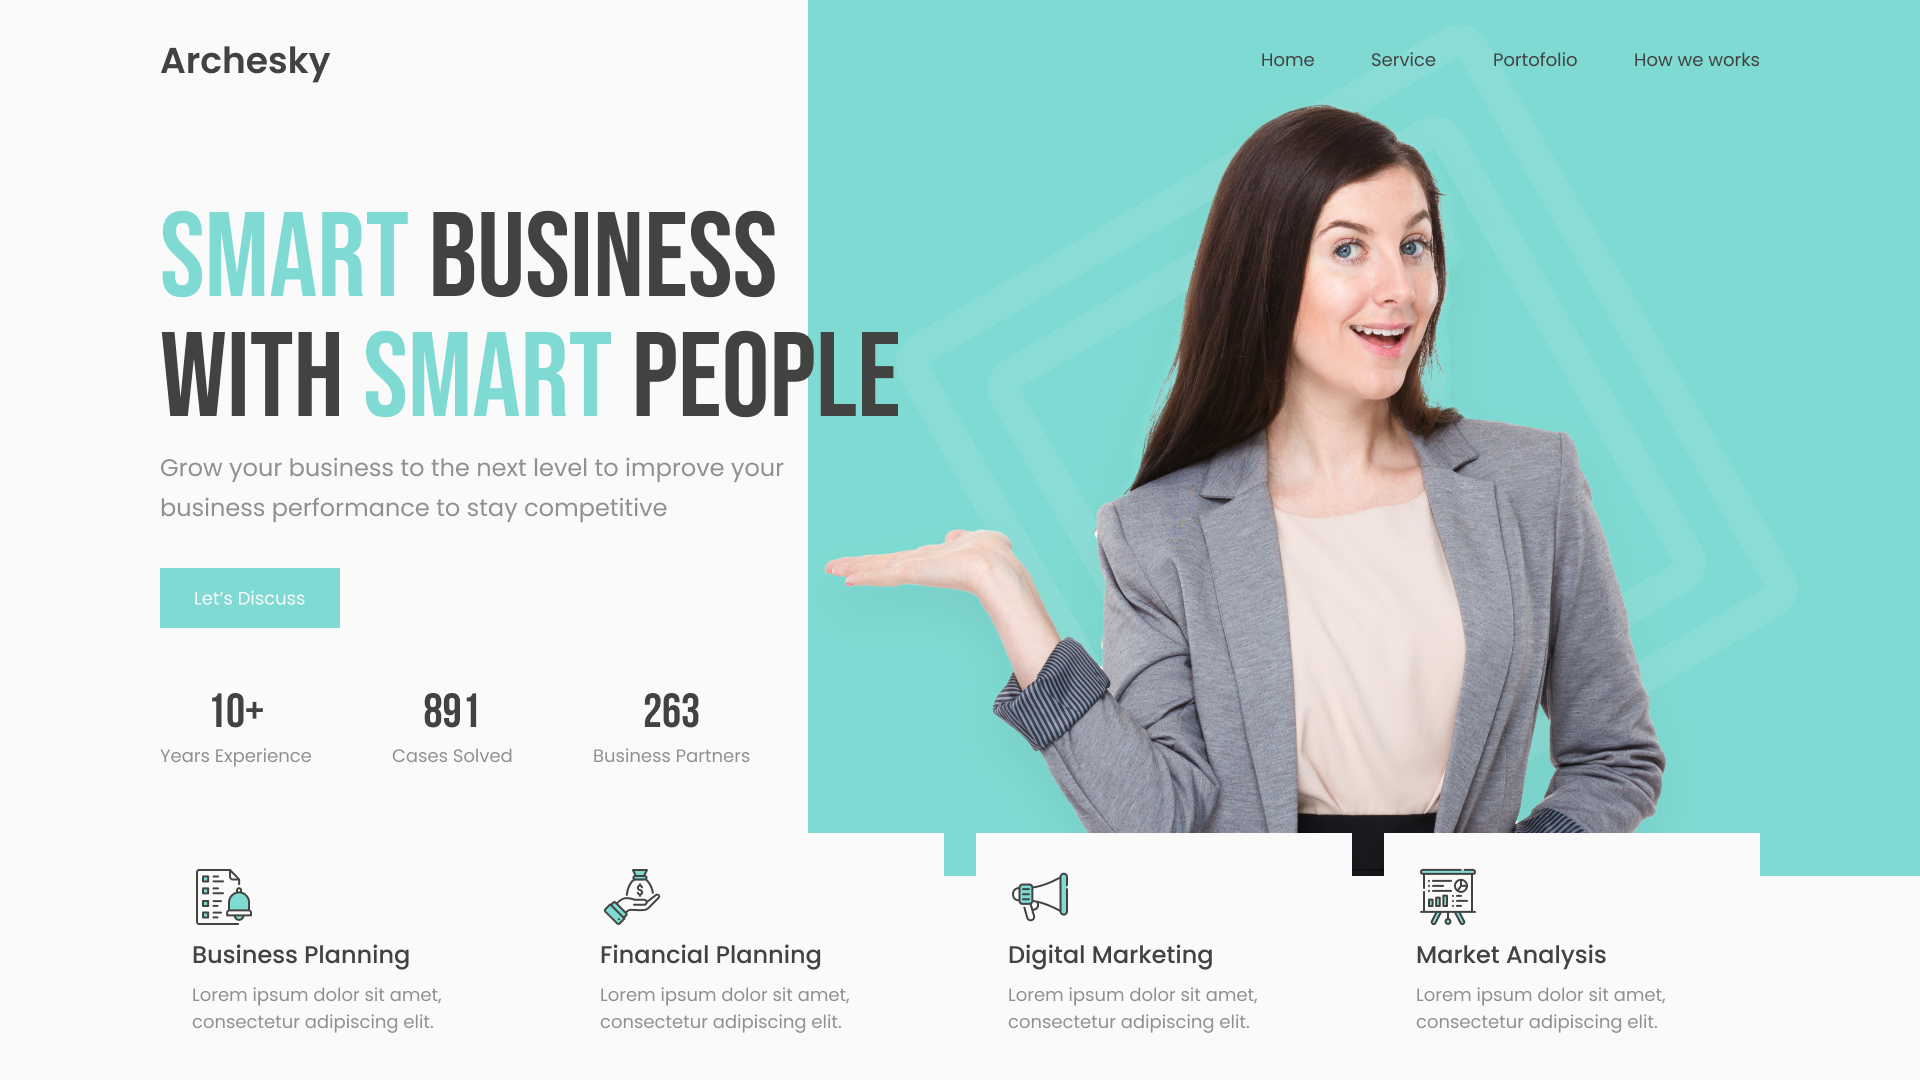 Archesky
Home
Service
Portofolio
How we works
SMART BUSINESS
WITH SMART PEOPLE
Grow your business to the next level to improve your
business performance to stay competitive
Let’s Discuss
10+
Years Experience
891
Cases Solved
263
Business Partners
$
Business Planning
Lorem ipsum dolor sit amet,
consectetur adipiscing elit.
Financial Planning
Lorem ipsum dolor sit amet,
consectetur adipiscing elit.
Digital Marketing
Lorem ipsum dolor sit amet,
consectetur adipiscing elit.
Market Analysis
Lorem ipsum dolor sit amet,
consectetur adipiscing elit.